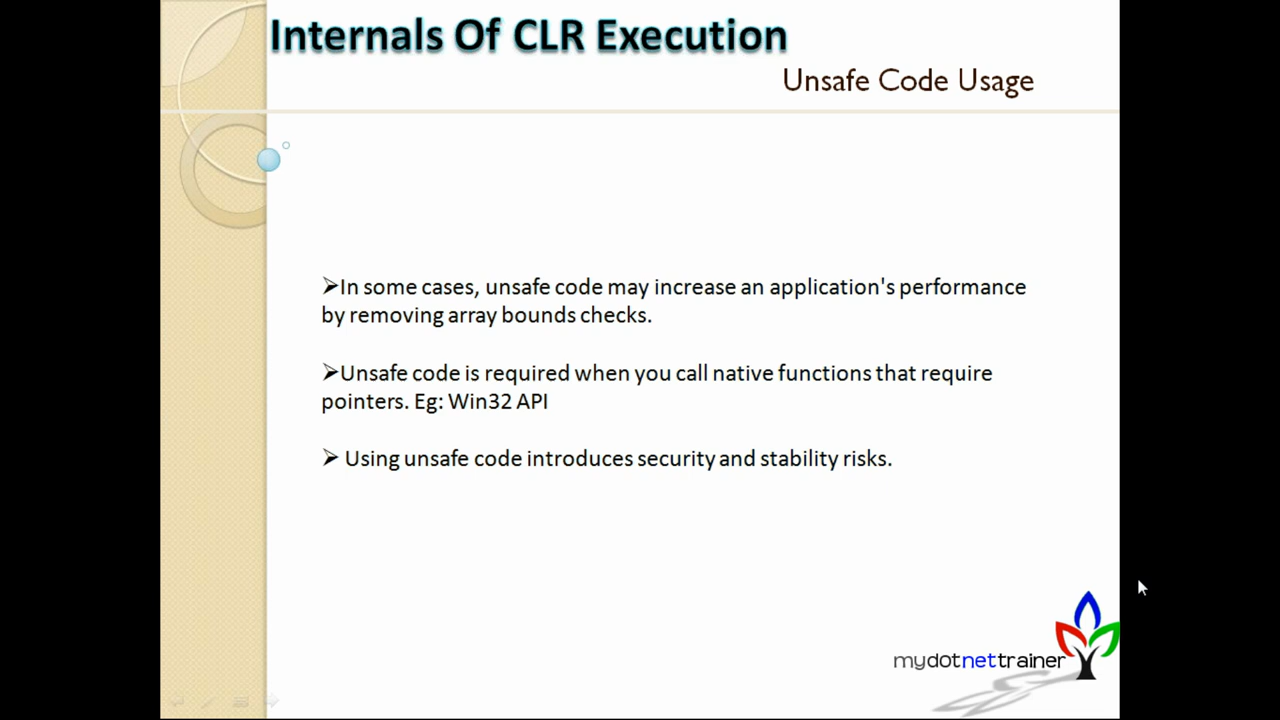 Internals Of CLR Execution
Unsafe Code Usage
➢In some cases, unsafe code may increase an application's performance
by removing array bounds checks.
➢Unsafe code is required when you call native functions that require
pointers. Eg: Win32 API
➢ Using unsafe code introduces security and stability risks.
mydotnettrainer